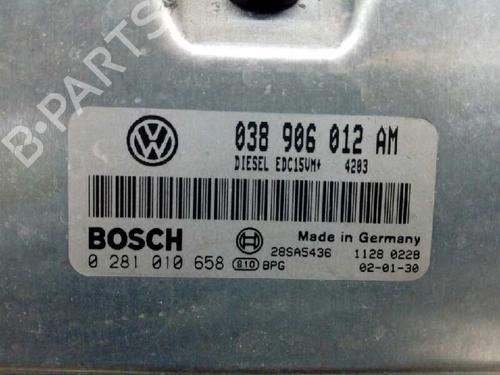 038 906 012 AM
DIESEL EDC15VM+ 4203
BOSCH
Made in Germany
28SA5436 1128 0228
0 281 010 658 810 BPG 02-01-30
B-PARTS